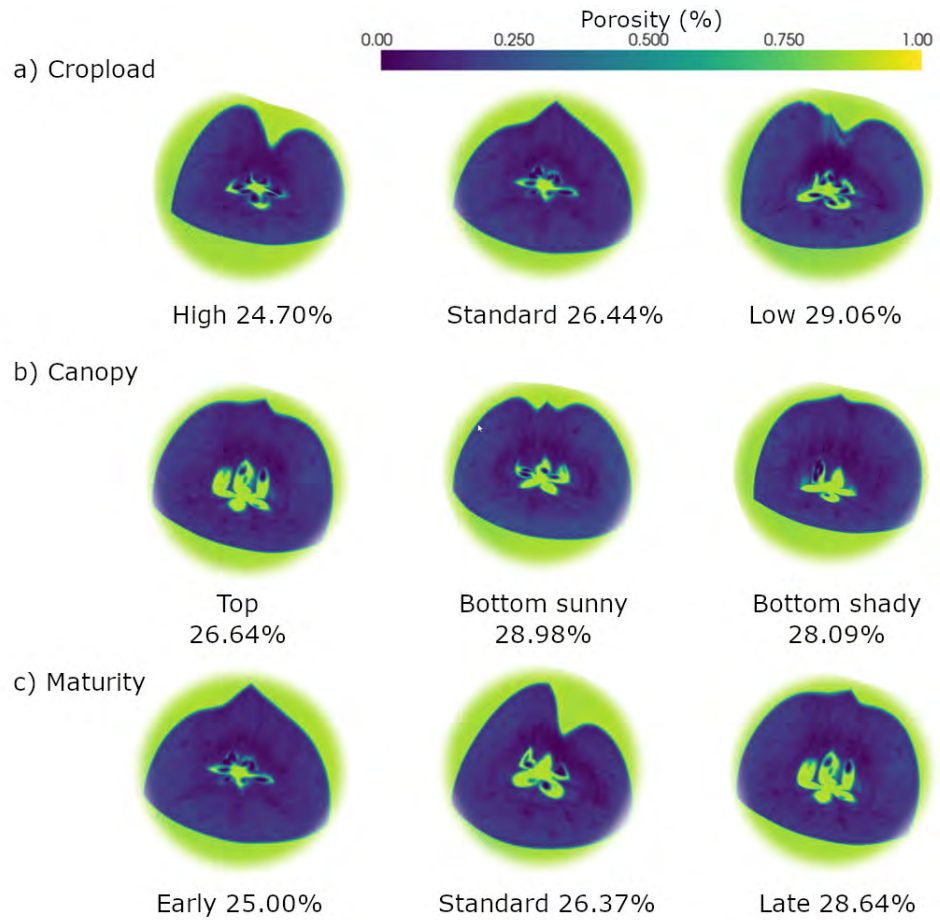 Porosity (%)
0.00 0.250 0.500 0.750 1.00
a) Cropload
High 24.70% Standard 26.44% Low 29.06%
b) Canopy
Top Bottom sunny Bottom shady
26.64% 28.98% 28.09%
c) Maturity
Early 25.00% Standard 26.37% Late 28.64%